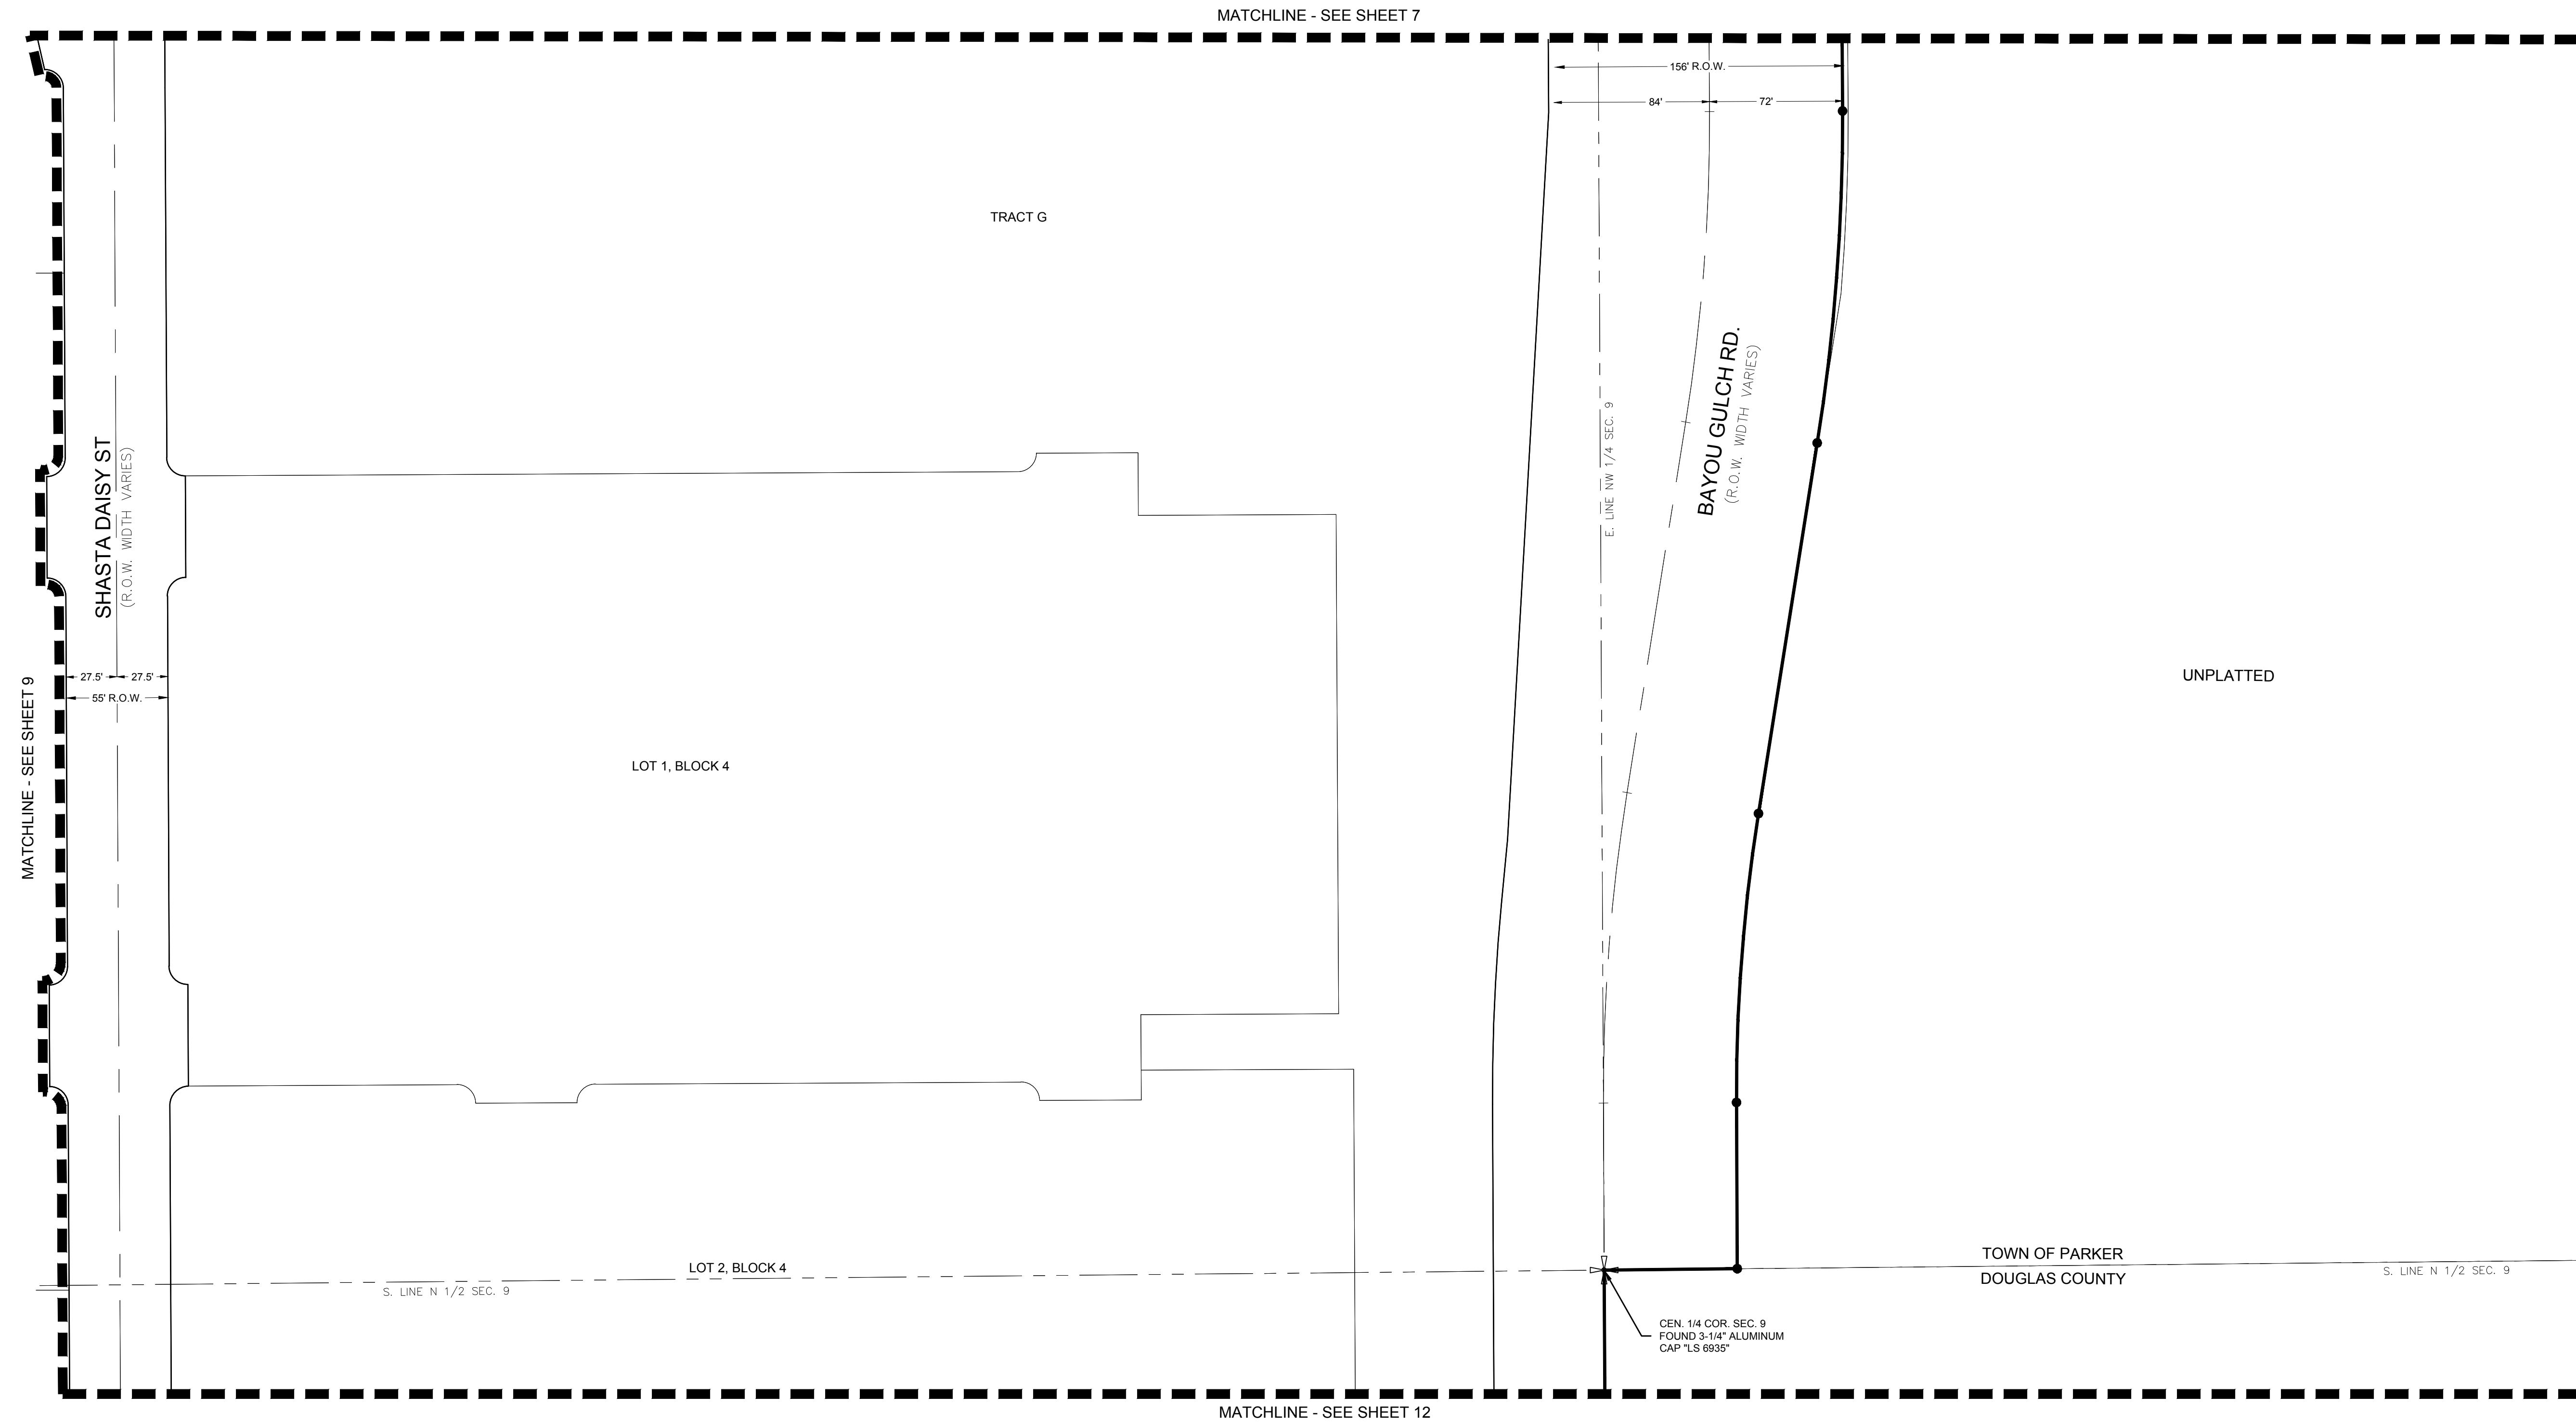 MATCHLINE - SEE SHEET 7
156' R.O.W.
84'
72'
TRACT G
BAYOU GULCH RD.
(R.O.W. WIDTH VARIES)
E. LINE NW 1/4 SEC. 9
SHASTA DAISY ST
(R.O.W. WIDTH VARIES)
27.5'
27.5'
55' R.O.W.
MATCHLINE - SEE SHEET 9
UNPLATTED
LOT 1, BLOCK 4
LOT 2, BLOCK 4
S. LINE N 1/2 SEC. 9
TOWN OF PARKER
DOUGLAS COUNTY
S. LINE N 1/2 SEC. 9
CEN. 1/4 COR. SEC. 9
FOUND 3-1/4" ALUMINUM
CAP "LS 6935"
MATCHLINE - SEE SHEET 12